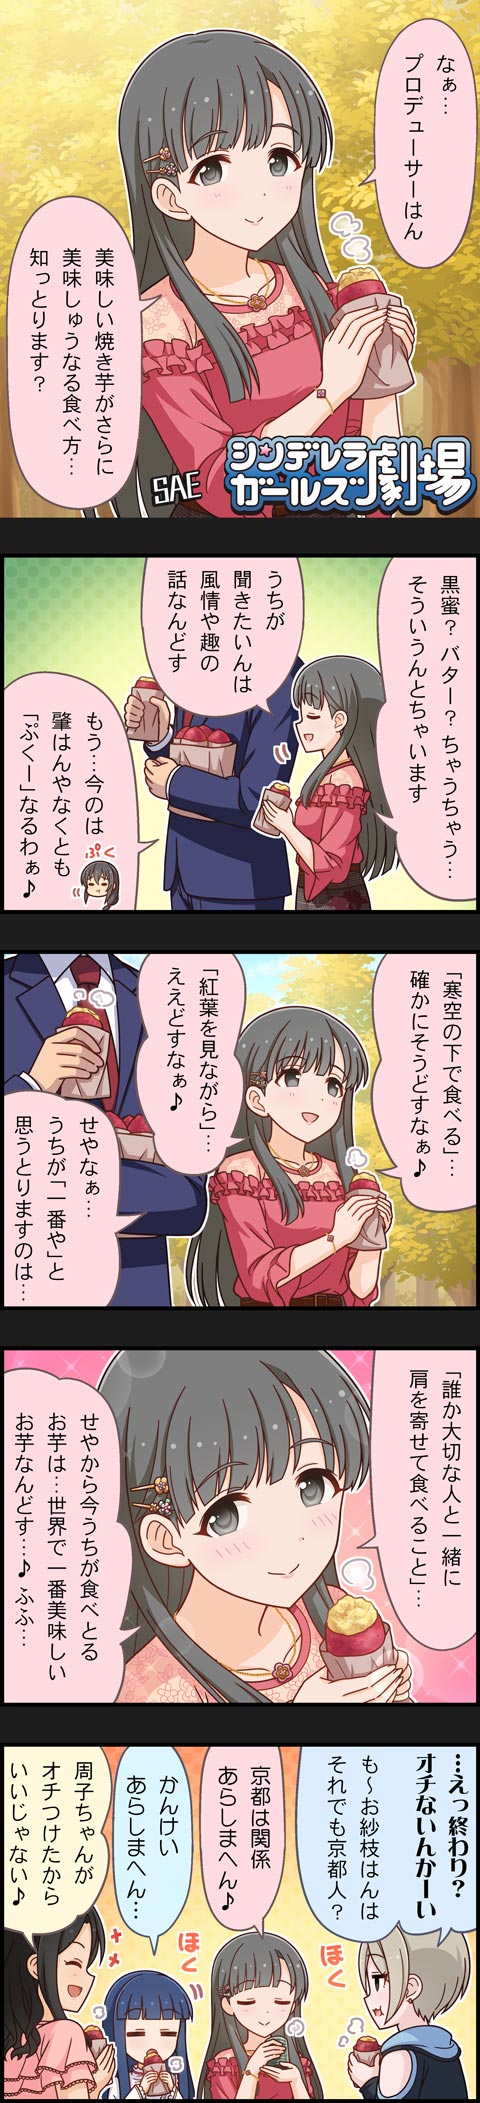 なぁ…
プロデューサーはん
美味しい焼き芋がさらに
美味しゅうなる食べ方…
知っとります？
SAE
シンデレラ
ガールズ劇場
黒蜜？バター？ちゃうちゃう…
そういうんとちゃいます
うちが
聞きたいんは
風情や趣の
話なんどす
もう…今のは
肇はんやなくとも
「ぷくー」なるわぁ♪
ぷく
「寒空の下で食べる」…
確かにそうどすなぁ♪
「紅葉を見ながら」…
ええどすなぁ♪
せやなぁ…
うちが「一番や」と
思うとりますのは…
「誰か大切な人と一緒に
肩を寄せて食べること」…
せやから今うちが食べとる
お芋は…世界で一番美味しい
お芋なんどす…♪ふふ…
…えっ終わり？
オチないんかーい
も～お紗枝はんは
それでも京都人？
京都は関係
あらしまへん♪
かんけい
あらしまへん…
周子ちゃんが
オチつけたから
いいじゃない♪
ほく
ほく